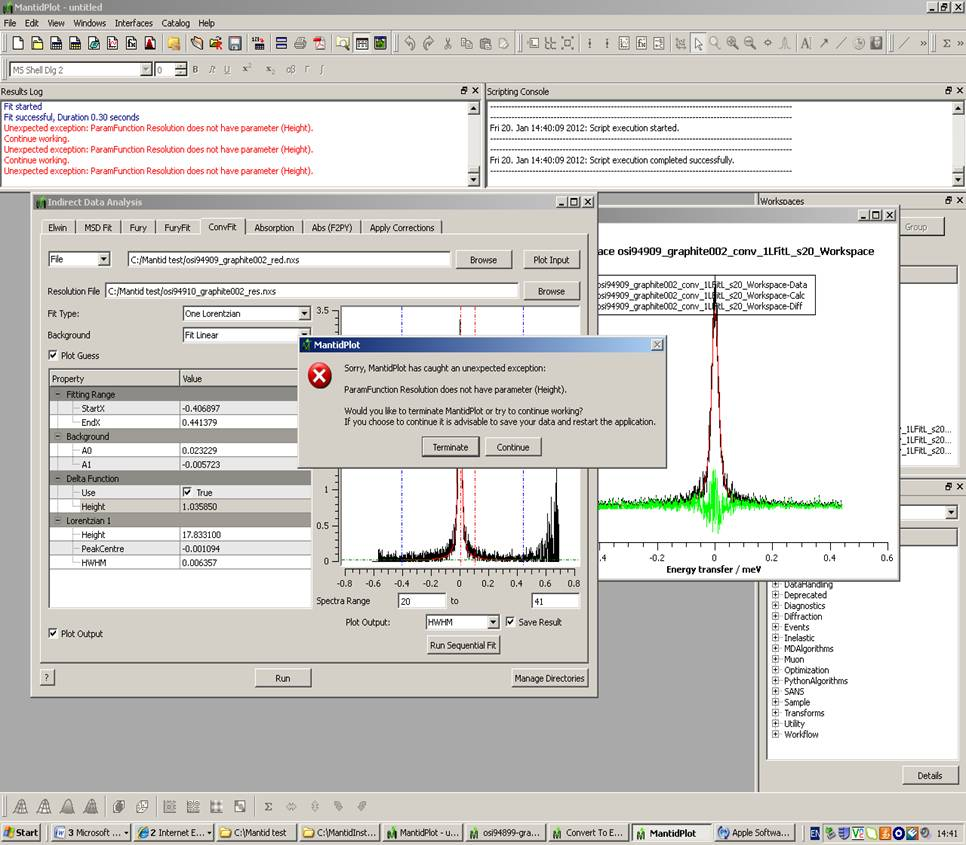 MantidPlot - untitled
File Edit View Windows Interfaces Catalog Help
MS Shell Dlg 2 0
Results Log
Scripting Console
Fit started
Fit successful, Duration 0.30 seconds
Unexpected exception: ParamFunction Resolution does not have parameter (Height).
Continue working.
Unexpected exception: ParamFunction Resolution does not have parameter (Height).
Continue working.
Unexpected exception: ParamFunction Resolution does not have parameter (Height).
Fri 20. Jan 14:40:09 2012: Script execution started.
Fri 20. Jan 14:40:09 2012: Script execution completed successfully.
Indirect Data Analysis
Elwin MSD Fit Fury FuryFit ConvFit Absorption Abs (F2PY) Apply Corrections
File C:/Mantid test/osi94909_graphite002_red.nxs Browse Plot Input
Resolution File C:/Mantid test/osi94910_graphite002_res.nxs Browse
Fit Type: One Lorentzian
Background Fit Linear
Plot Guess
Property Value
Fitting Range
StartX -0.406897
EndX 0.441379
Background
A0 0.023229
A1 -0.005723
Delta Function
Use True
Height 1.035850
Lorentzian 1
Height 17.833100
PeakCentre -0.001094
HWHM 0.006357
3.5
1
0.5
0
-0.8 -0.6 -0.4 -0.2 0 0.2 0.4 0.6 0.8
Spectra Range 20 to 41
Plot Output: HWHM Save Result
Plot Output
Run Sequential Fit
? Run Manage Directories
MantidPlot
Sorry, MantidPlot has caught an unexpected exception:
ParamFunction Resolution does not have parameter (Height).
Would you like to terminate MantidPlot or try to continue working?
If you choose to continue it is advisable to save your data and restart the application.
Terminate Continue
ace osi94909_graphite002_conv_1LFitL_s20_Workspace
osi94909_graphite002_conv_1LFitL_s20_Workspace-Data
osi94909_graphite002_conv_1LFitL_s20_Workspace-Calc
osi94909_graphite002_conv_1LFitL_s20_Workspace-Diff
-0.2 0 0.2 0.4 0.6
Energy transfer / meV
Workspaces
Group
_1LFitL_s20...
_1LFitL_s20...
_1LFitL_s20...
DataHandling
Deprecated
Diagnostics
Diffraction
Events
Inelastic
MDAlgorithms
Muon
Optimization
PythonAlgorithms
SANS
Sample
Transforms
Utility
Workflow
Details
Start 3 Microsoft ... 2 Internet E... C:\Mantid test C:\MantidInst... MantidPlot - u... osi94899-gra... Convert To E... MantidPlot Apple Softwa... EN 14:41